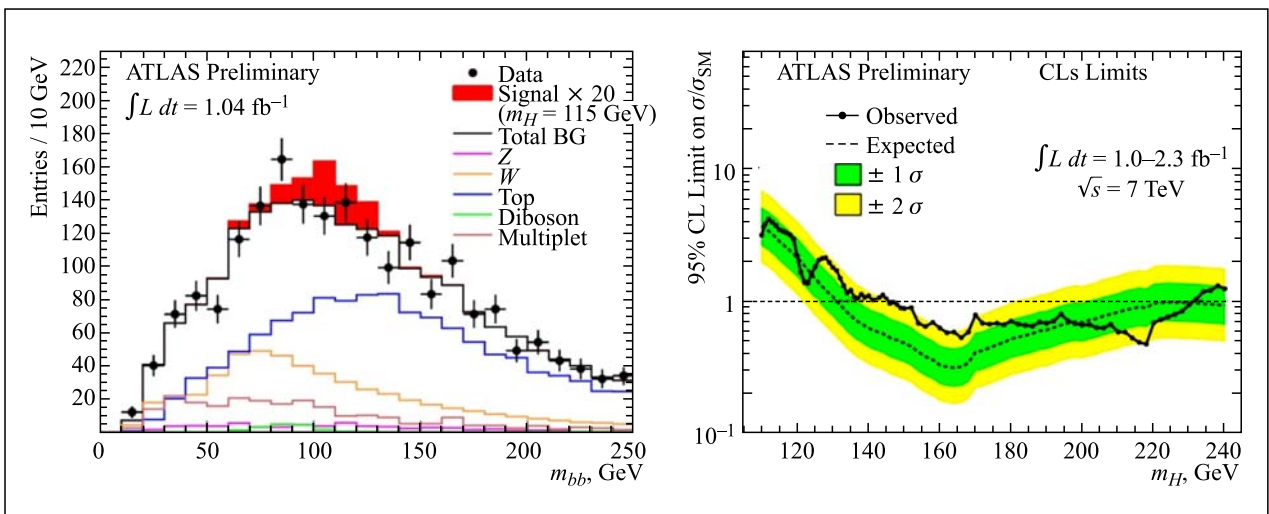 220
200
180
160
140
120
100
80
60
40
20
0
50
100
150
200
250
Entries / 10 GeV
m_bb, GeV
ATLAS Preliminary
∫L dt = 1.04 fb⁻¹
Data
Signal × 20
(m_H = 115 GeV)
Total BG
Z
W
Top
Diboson
Multiplet
95% CL Limit on σ/σ_SM
10
1
10⁻¹
120
140
160
180
200
220
240
m_H, GeV
ATLAS Preliminary
CLs Limits
Observed
Expected
± 1 σ
± 2 σ
∫L dt = 1.0–2.3 fb⁻¹
√s = 7 TeV